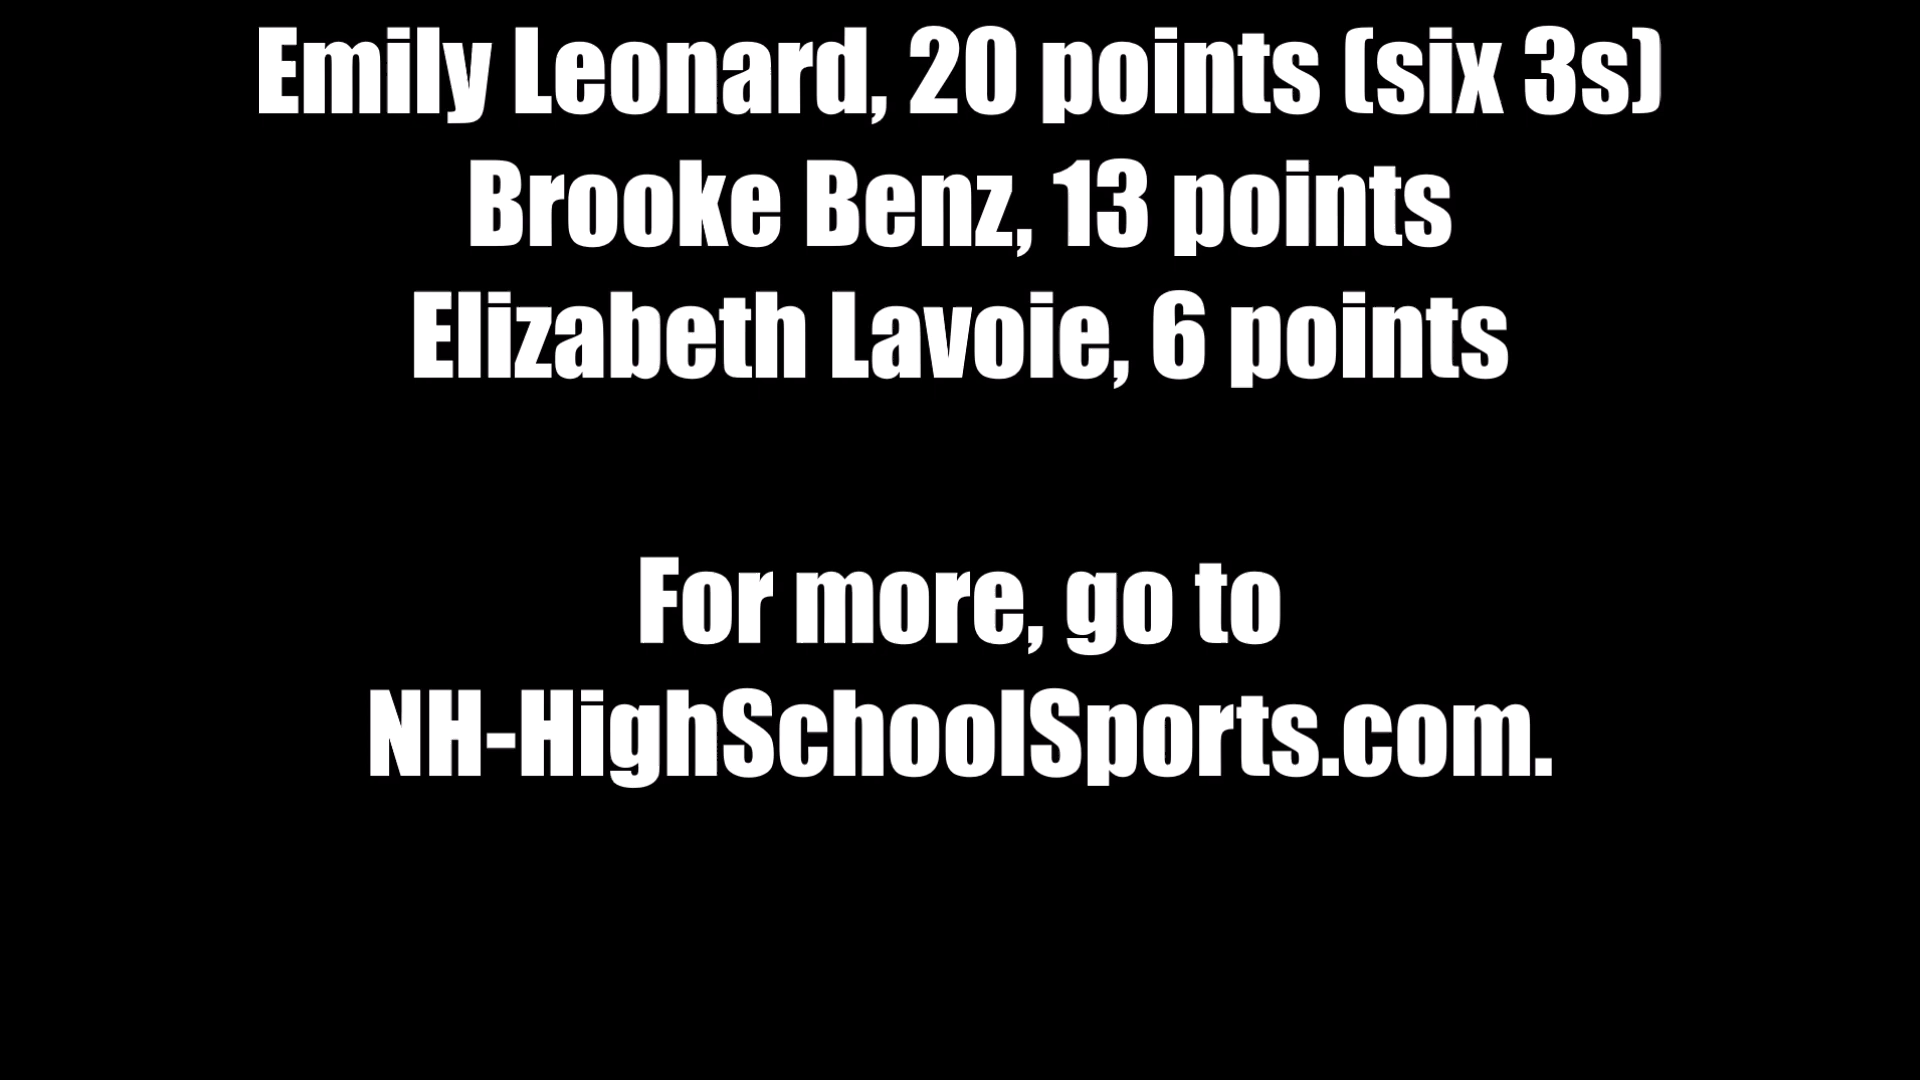 Emily Leonard, 20 points (six 3s)
Brooke Benz, 13 points
Elizabeth Lavoie, 6 points
For more, go to
NH-HighSchoolSports.com.